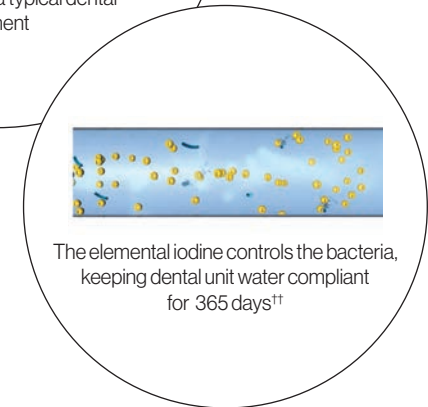 typical dental
ment
The elemental iodine controls the bacteria,
keeping dental unit water compliant
for 365 days††